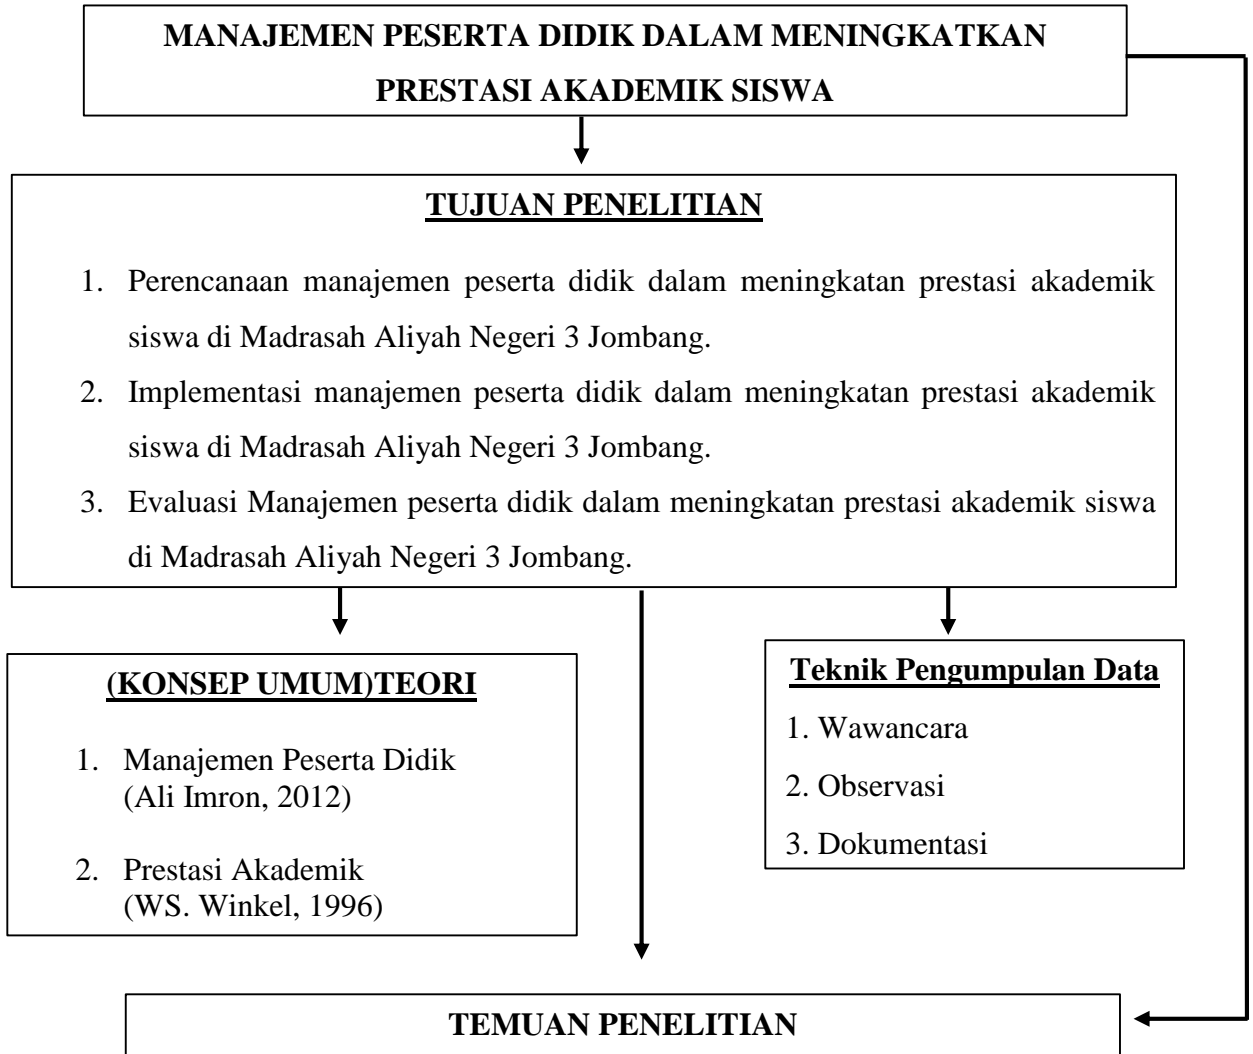 MANAJEMEN PESERTA DIDIK DALAM MENINGKATKAN
PRESTASI AKADEMIK SISWA
TUJUAN PENELITIAN
1. Perencanaan manajemen peserta didik dalam meningkatan prestasi akademik
siswa di Madrasah Aliyah Negeri 3 Jombang.
2. Implementasi manajemen peserta didik dalam meningkatan prestasi akademik
siswa di Madrasah Aliyah Negeri 3 Jombang.
3. Evaluasi Manajemen peserta didik dalam meningkatan prestasi akademik siswa
di Madrasah Aliyah Negeri 3 Jombang.
(KONSEP UMUM)TEORI
1. Manajemen Peserta Didik
(Ali Imron, 2012)
2. Prestasi Akademik
(WS. Winkel, 1996)
Teknik Pengumpulan Data
1. Wawancara
2. Observasi
3. Dokumentasi
TEMUAN PENELITIAN